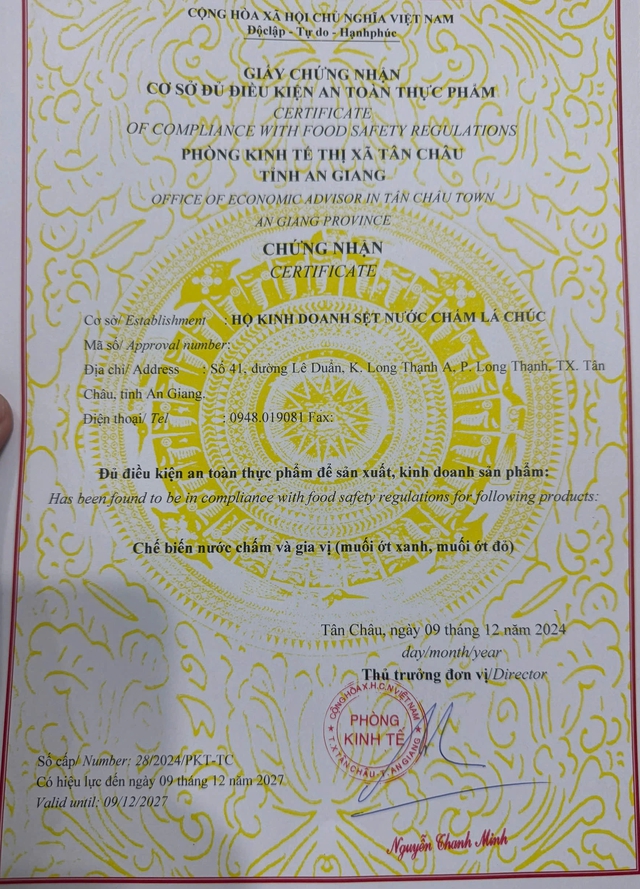 CỘNG HÒA XÃ HỘI CHỦ NGHĨA VIỆT NAM
Độclập - Tự do - Hạnhphúc
GIẤY CHỨNG NHẬN
CƠ SỞ ĐỦ ĐIỀU KIỆN AN TOÀN THỰC PHẨM
CERTIFICATE
OF COMPLIANCE WITH FOOD SAFETY REGULATIONS
PHÒNG KINH TẾ THỊ XÃ TÂN CHÂU
TỈNH AN GIANG
OFFICE OF ECONOMIC ADVISOR IN TÂN CHÂU TOWN
AN GIANG PROVINCE
CHỨNG NHẬN
CERTIFICATE
Cơ sở/ Establishment : HỘ KINH DOANH SỆT NƯỚC CHẤM LÁ CHÚC
Mã số/ Approval number:
Địa chỉ/ Address : Số 41, đường Lê Duẩn, K. Long Thạnh A, P. Long Thạnh, TX. Tân
Châu, tỉnh An Giang.
Điện thoại/ Tel : 0948.019081 Fax:
Đủ điều kiện an toàn thực phẩm để sản xuất, kinh doanh sản phẩm:
Has been found to be in compliance with food safety regulations for following products:
Chế biến nước chấm và gia vị (muối ớt xanh, muối ớt đỏ)
Tân Châu, ngày 09 tháng 12 năm 2024
day/month/year
Thủ trưởng đơn vị/Director
CỘNG HÒA X.H.C.N VIỆT NAM
PHÒNG
KINH TẾ
T.X TÂN CHÂU - T. AN GIANG
Số cấp/ Number: 28/2024/PKT-TC
Có hiệu lực đến ngày 09 tháng 12 năm 2027
Valid until: 09/12/2027
Nguyễn Thanh Minh